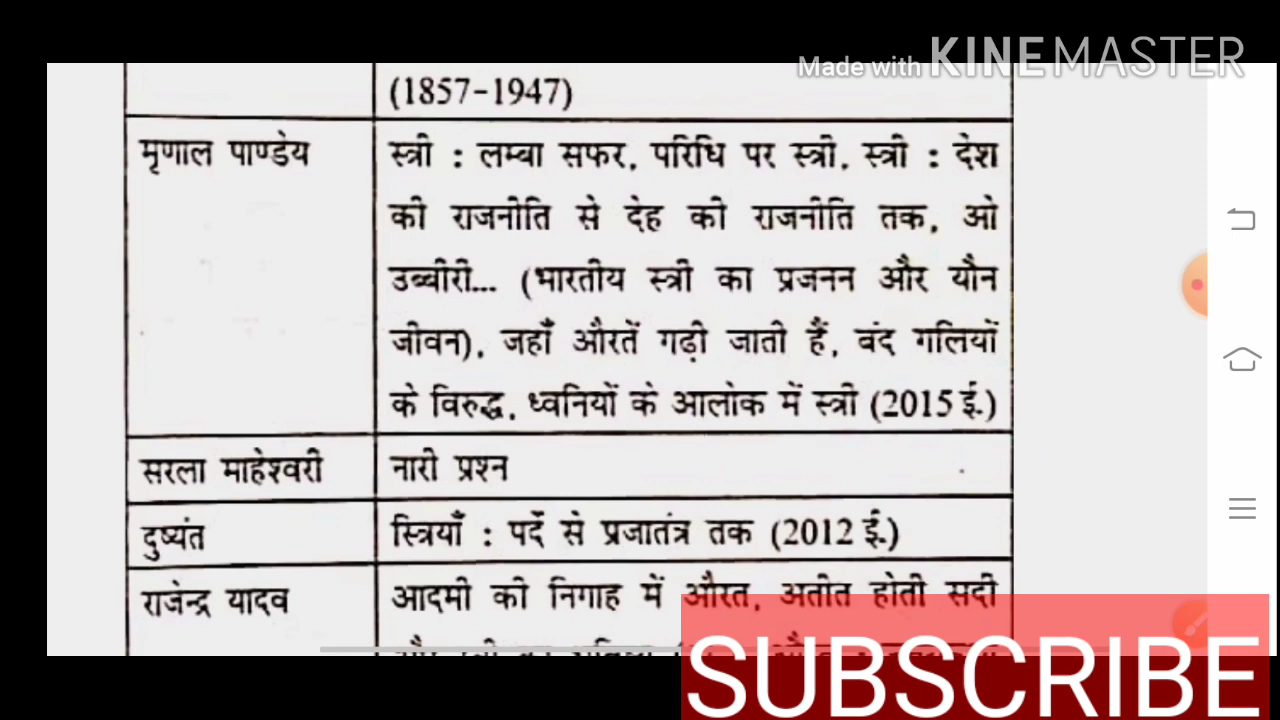 Made with KINEMASTER
(1857-1947)
मृणाल पाण्डेय
स्त्री : लम्बा सफर, परिधि पर स्त्री, स्त्री : देश
की राजनीति से देह की राजनीति तक, ओ
उब्बीरी... (भारतीय स्त्री का प्रजनन और यौन
जीवन), जहाँ औरतें गढ़ी जाती हैं, बंद गलियों
के विरुद्ध, ध्वनियों के आलोक में स्त्री (2015 ई.)
सरला माहेश्वरी
नारी प्रश्न
दुष्यंत
स्त्रियाँ : पर्दे से प्रजातंत्र तक (2012 ई.)
राजेन्द्र यादव
आदमी की निगाह में औरत, अतीत होती सदी
SUBSCRIBE